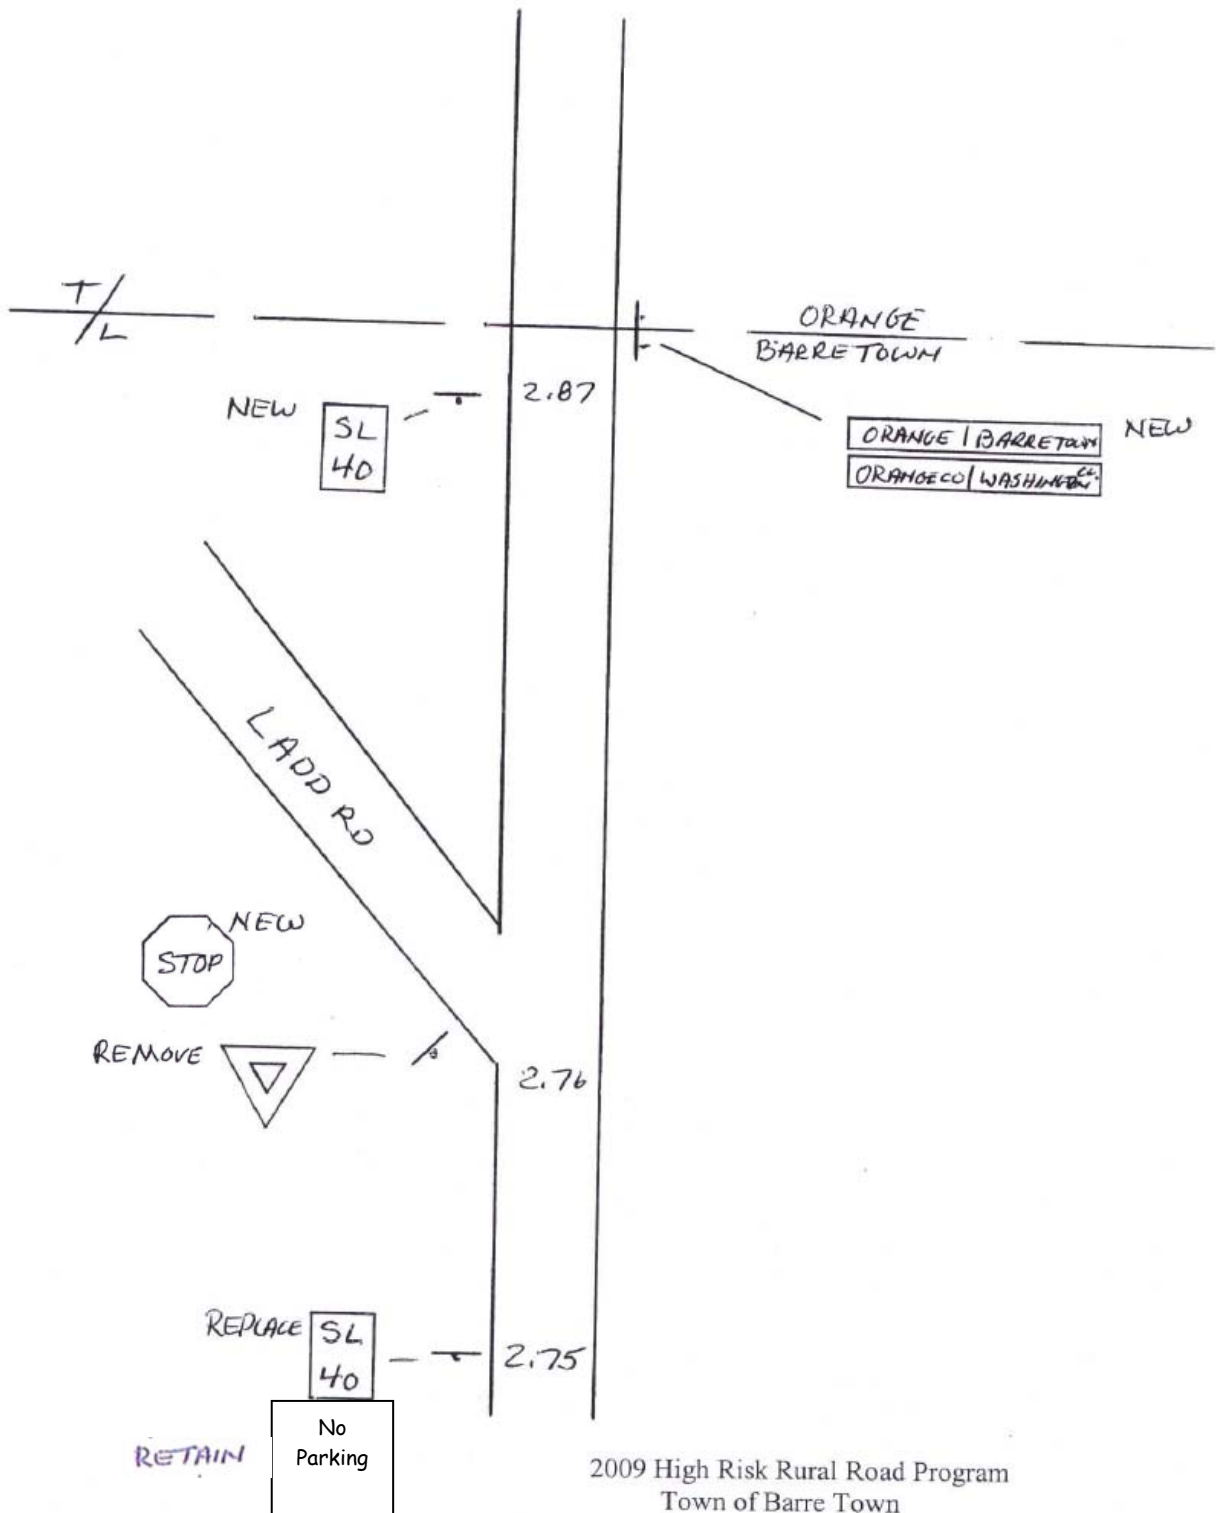 T/L
ORANGE
BARRE TOWN
NEW
SL
40
2.87
ORANGE | BARRE TOWN
NEW
ORANGE CO | WASHINGTON CO.
LADD RD
NEW
STOP
REMOVE
2.76
REPLACE
SL
40
2.75
RETAIN
No
Parking
2009 High Risk Rural Road Program
Town of Barre Town